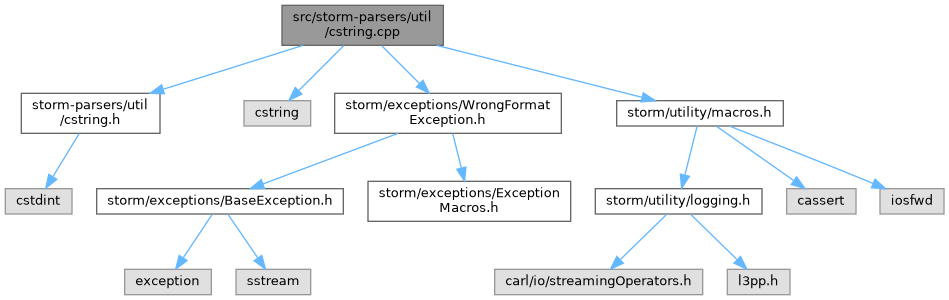 src/storm-parsers/util
/cstring.cpp
storm-parsers/util
/cstring.h
cstring
storm/exceptions/WrongFormat
Exception.h
storm/utility/macros.h
cstdint
storm/exceptions/BaseException.h
storm/exceptions/Exception
Macros.h
storm/utility/logging.h
cassert
iosfwd
exception
sstream
carl/io/streamingOperators.h
l3pp.h